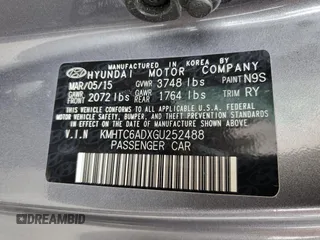 MANUFACTURED IN KOREA BY
HYUNDAI MOTOR COMPANY
MAR/05/15 GVWR 3748 lbs PAINT N9S
GAWR FRONT 2072 lbs GAWR REAR 1764 lbs TRIM RY
THIS VEHICLE CONFORMS TO ALL APPLICABLE
FEDERAL MOTOR VEHICLE SAFETY, BUMPER, AND
THEFT PREVENTION STANDARDS IN EFFECT ON
THE DATE OF MANUFACTURE SHOWN ABOVE.
V.I.N KMHTC6ADXGU252488
PASSENGER CAR
DREAMBID